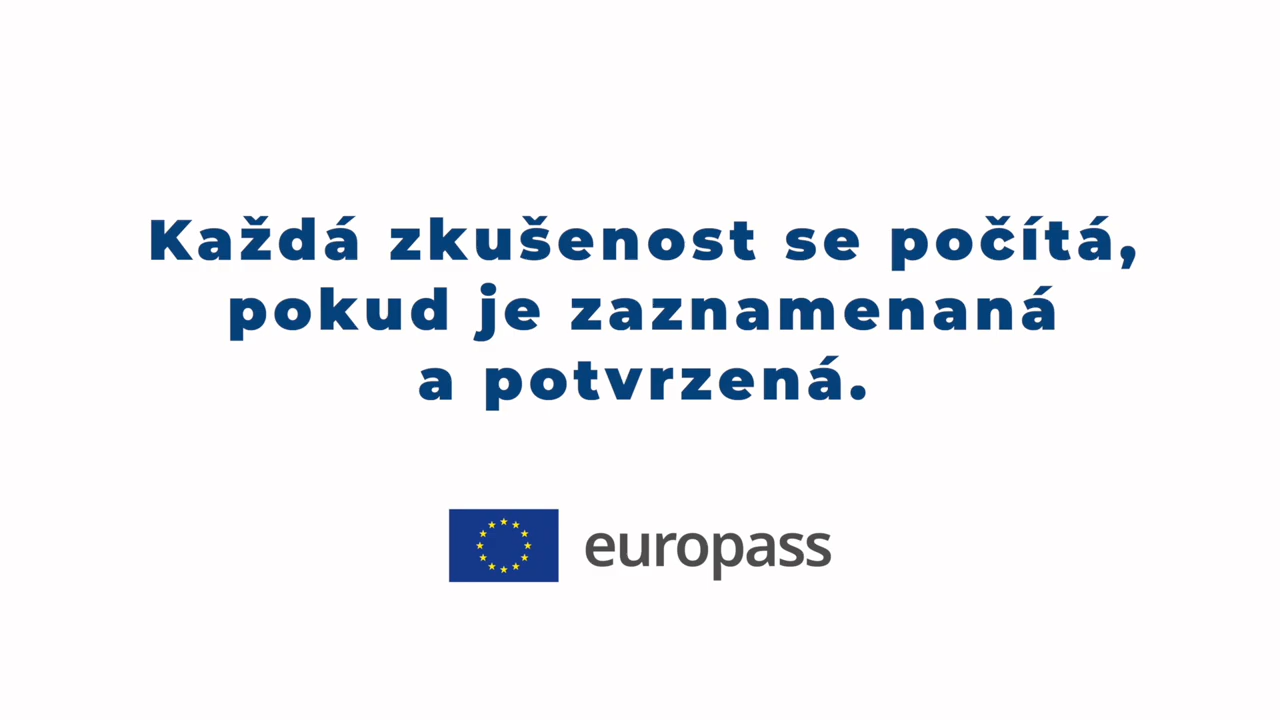 Každá zkušenost se počítá,
pokud je zaznamenaná
a potvrzená.
europass